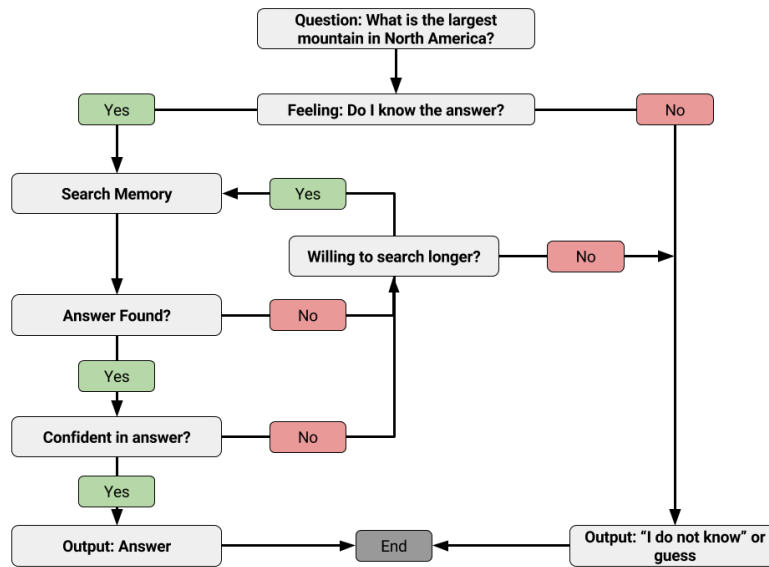 Question: What is the largest
mountain in North America?
Yes
Feeling: Do I know the answer?
No
Search Memory
Yes
Willing to search longer?
No
Answer Found?
No
Yes
Confident in answer?
No
Yes
Output: Answer
End
Output: “I do not know” or
guess